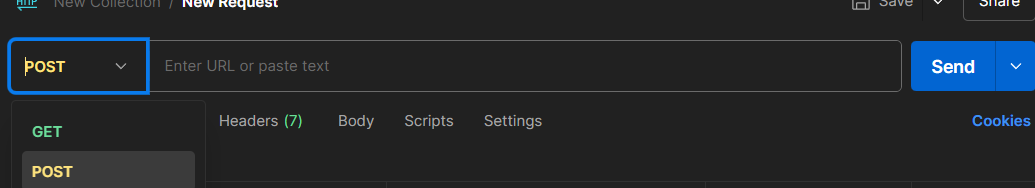 HTTP New Collection / New Request Save Share
POST Enter URL or paste text Send
Headers (7) Body Scripts Settings Cookies
GET
POST